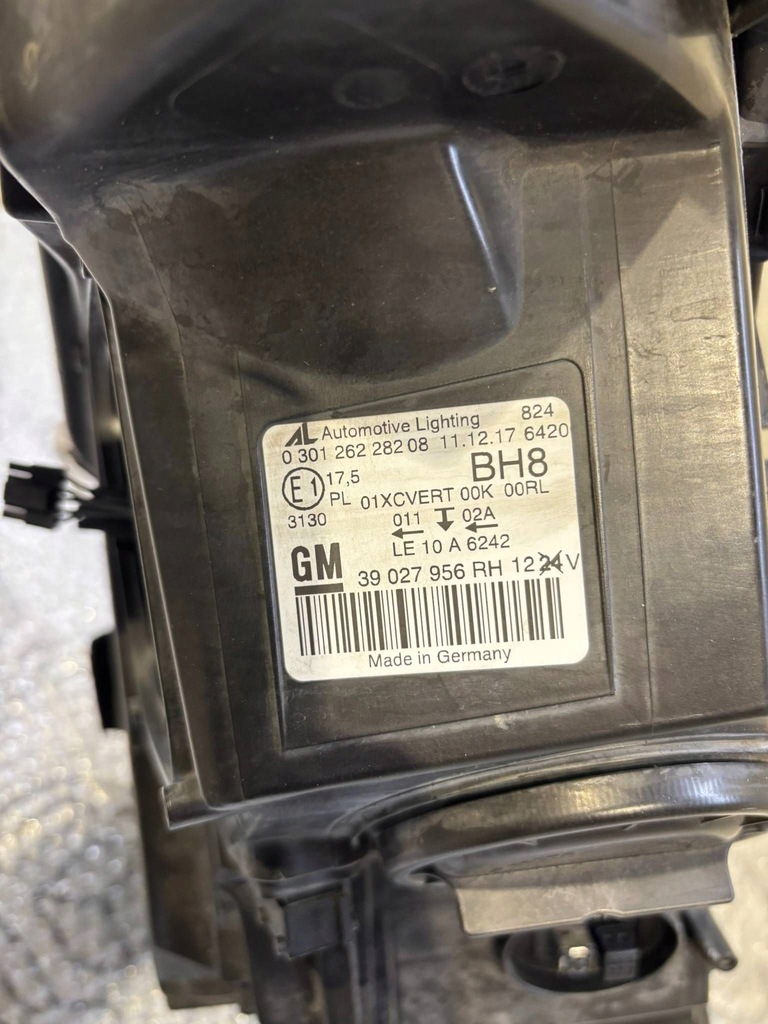 AL Automotive Lighting 824
0 301 262 282 08 11.12.17 6420
E1 17,5 BH8
PL 01XCVERT 00K 00RL
3130 011 02A
LE 10 A 6242
GM 39 027 956 RH 12 24 V
Made in Germany